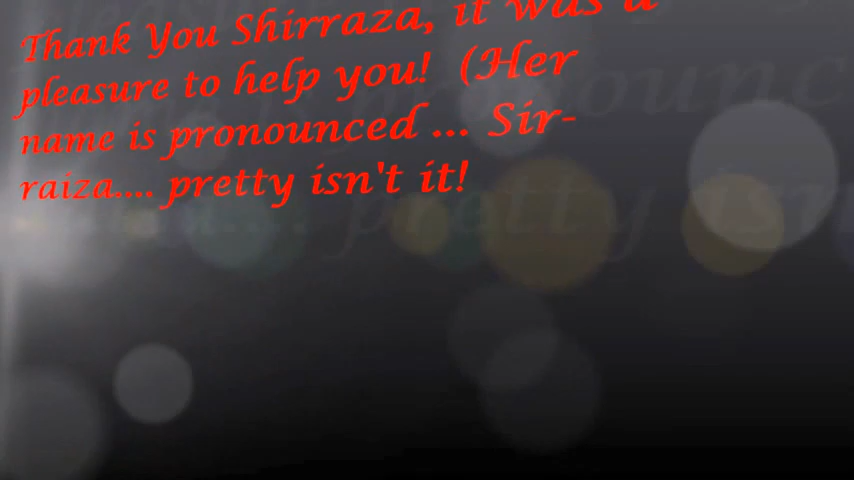 Thank You Shirraza, it was a
pleasure to help you! (Her
name is pronounced ... Sir-
raiza.... pretty isn't it!